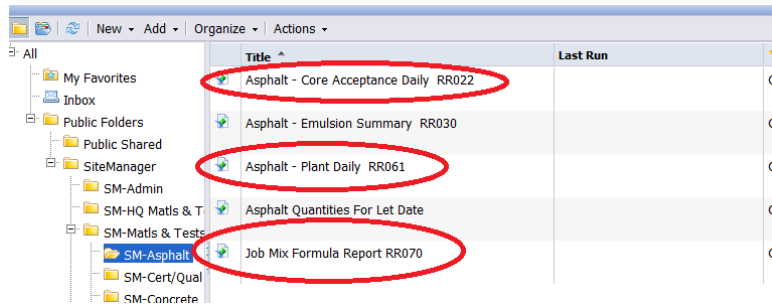 New Add Organize Actions
All
My Favorites
Inbox
Public Folders
Public Shared
SiteManager
SM-Admin
SM-HQ Matls & T
SM-Matls & Tests
SM-Asphalt
SM-Cert/Qual
SM-Concrete
Title Last Run
Asphalt - Core Acceptance Daily RR022
Asphalt - Emulsion Summary RR030
Asphalt - Plant Daily RR061
Asphalt Quantities For Let Date
Job Mix Formula Report RR070